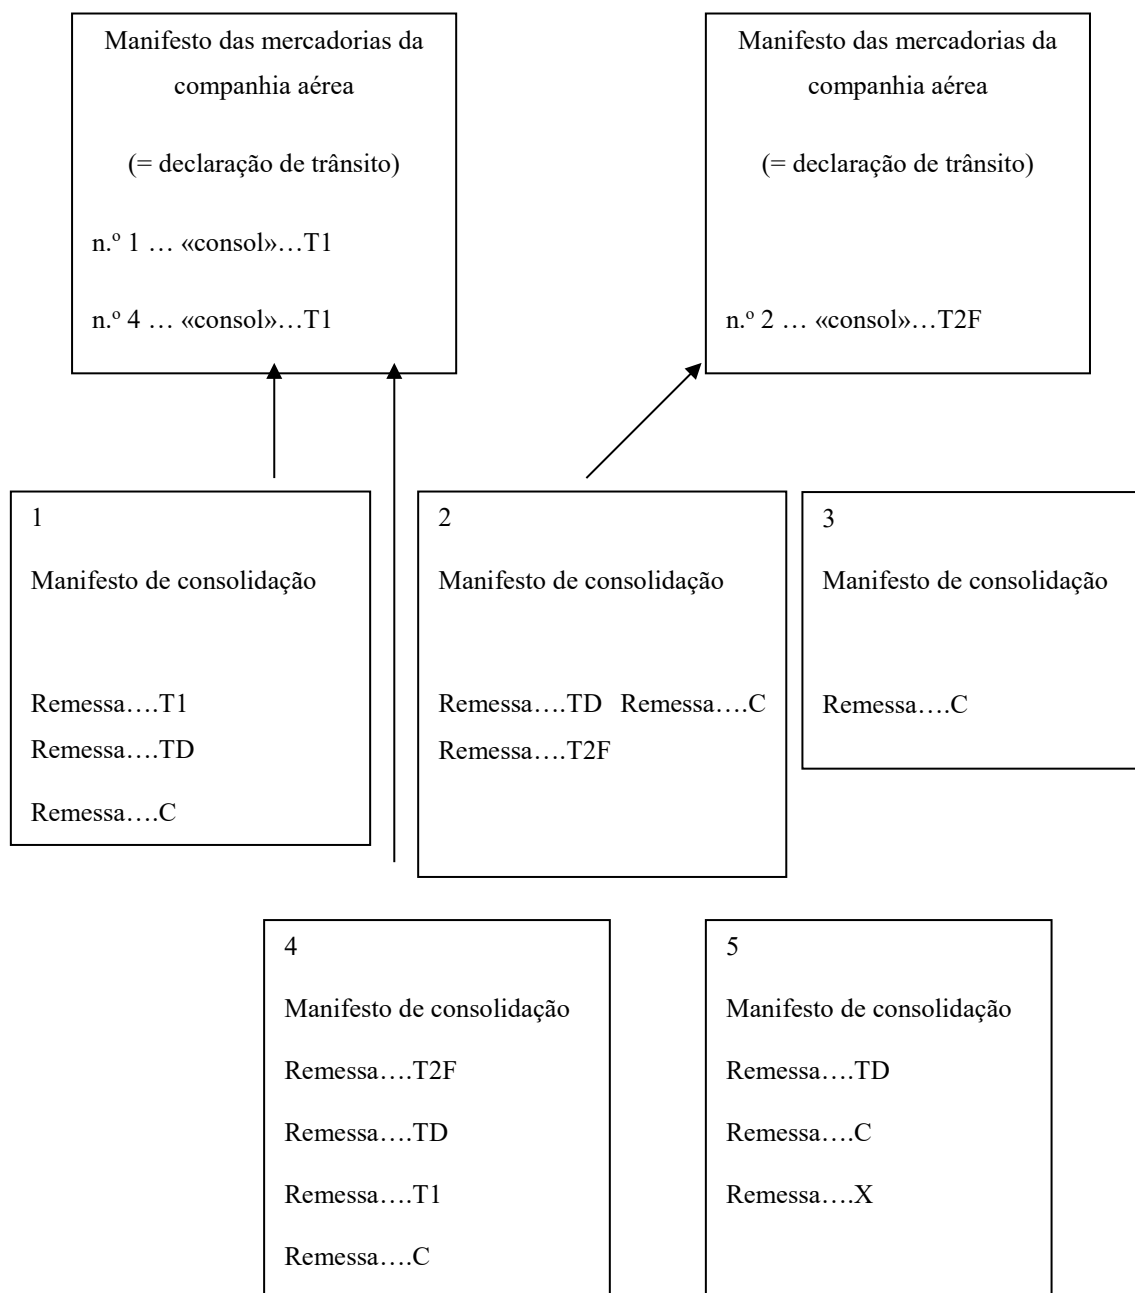 Manifesto das mercadorias da
companhia aérea
(= declaração de trânsito)
n.º 1 … «consol»…T1
n.º 4 … «consol»…T1
Manifesto das mercadorias da
companhia aérea
(= declaração de trânsito)
n.º 2 … «consol»…T2F
1
Manifesto de consolidação
Remessa….T1
Remessa….TD
Remessa….C
2
Manifesto de consolidação
Remessa….TD Remessa….C
Remessa….T2F
3
Manifesto de consolidação
Remessa….C
4
Manifesto de consolidação
Remessa….T2F
Remessa….TD
Remessa….T1
Remessa….C
5
Manifesto de consolidação
Remessa….TD
Remessa….C
Remessa….X